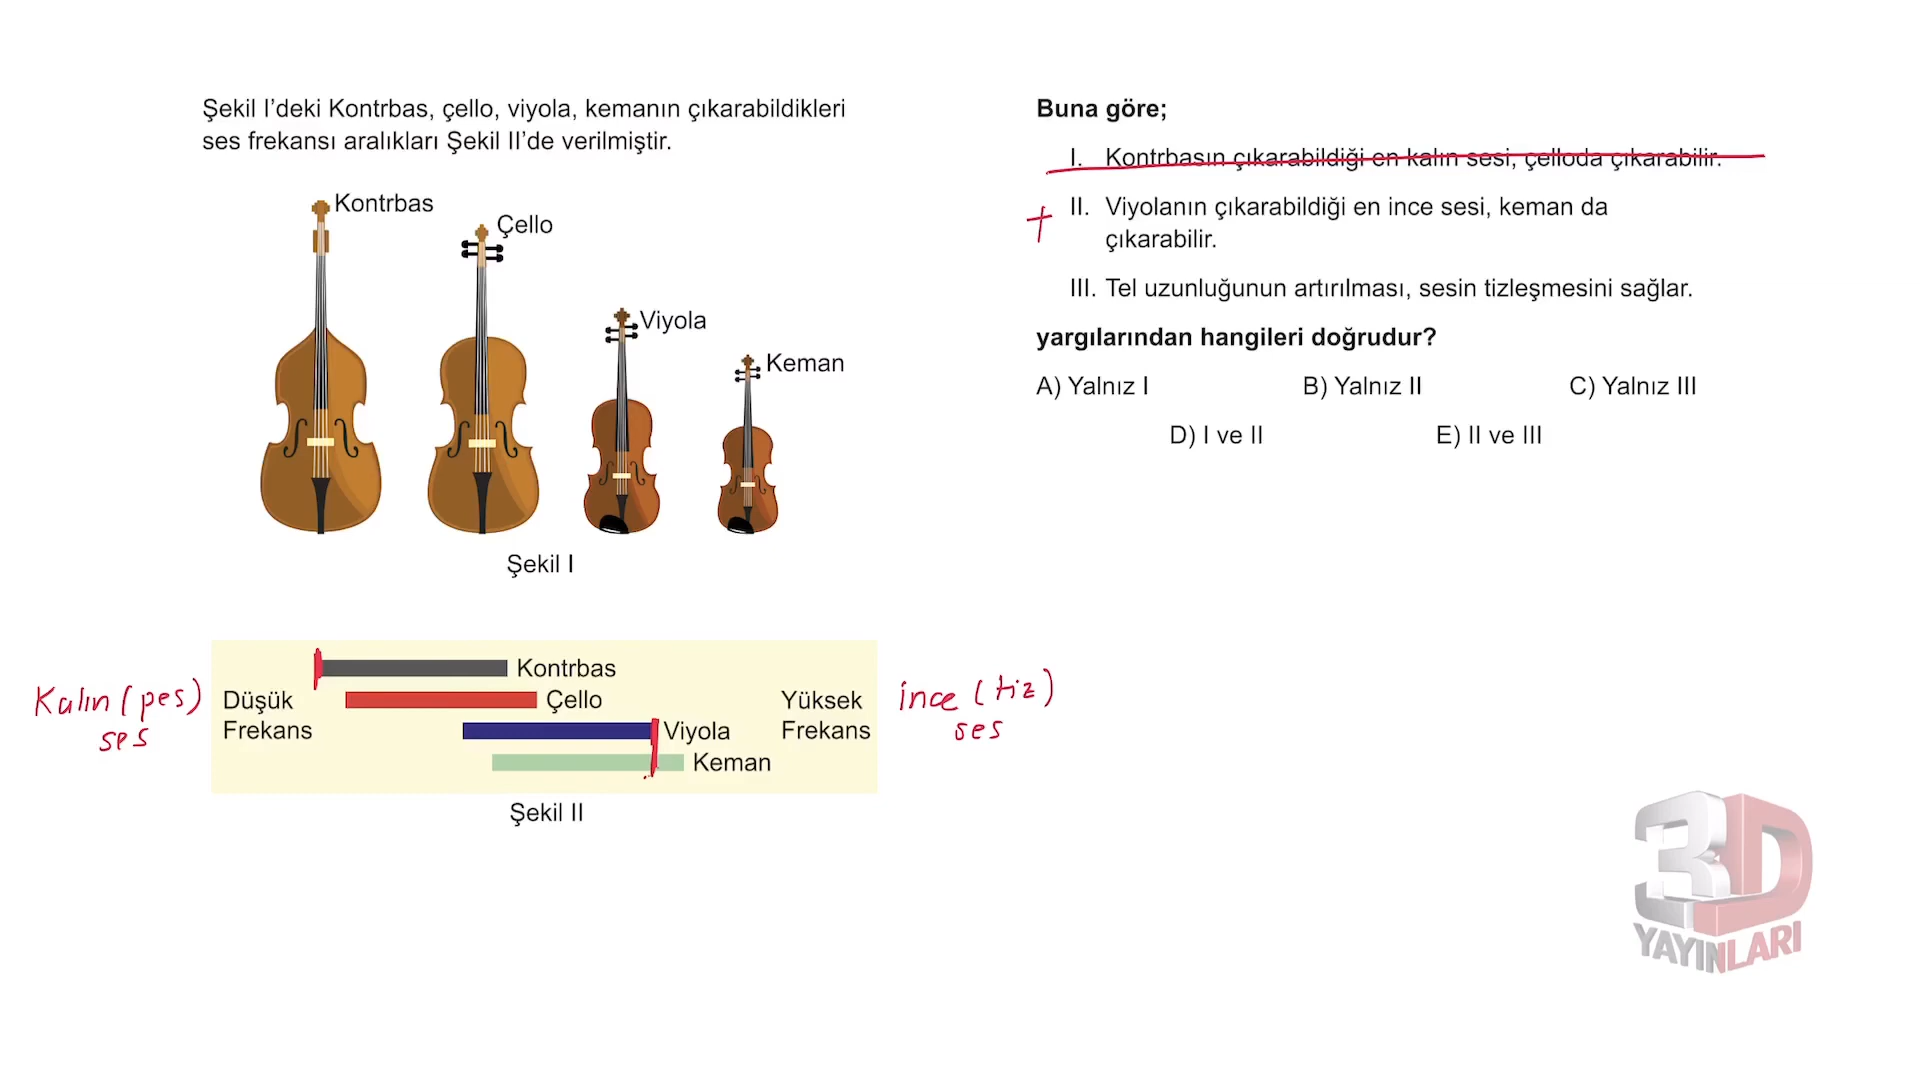 Şekil I’deki Kontrbas, çello, viyola, kemanın çıkarabildikleri
ses frekansı aralıkları Şekil II’de verilmiştir.
Kontrbas
Çello
Viyola
Keman
Şekil I
Kontrbas
Çello
Viyola
Keman
Düşük
Frekans
Yüksek
Frekans
Kalın (pes)
ses
ince (tiz)
ses
Şekil II
Buna göre;
I. Kontrbasın çıkarabildiği en kalın sesi, çelloda çıkarabilir.
II. Viyolanın çıkarabildiği en ince sesi, keman da
çıkarabilir.
III. Tel uzunluğunun artırılması, sesin tizleşmesini sağlar.
yargılarından hangileri doğrudur?
A) Yalnız I B) Yalnız II C) Yalnız III
D) I ve II E) II ve III
3D
YAYINLARI